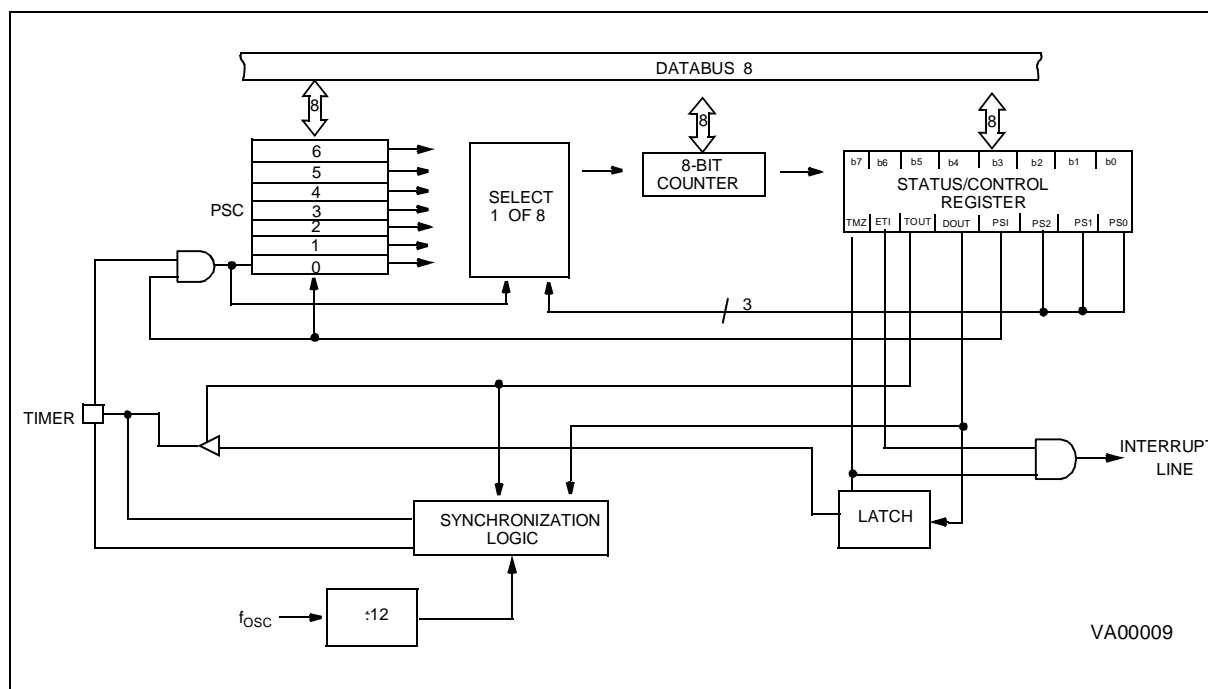 DATABUS 8
8
8
8
6
5
4
3
2
1
0
PSC
SELECT
1 OF 8
8-BIT
COUNTER
b7 b6 b5 b4 b3 b2 b1 b0
STATUS/CONTROL
REGISTER
TMZ ETI TOUT DOUT PSI PS2 PS1 PS0
3
TIMER
INTERRUPT
LINE
LATCH
SYNCHRONIZATION
LOGIC
fOSC
:12
VA00009